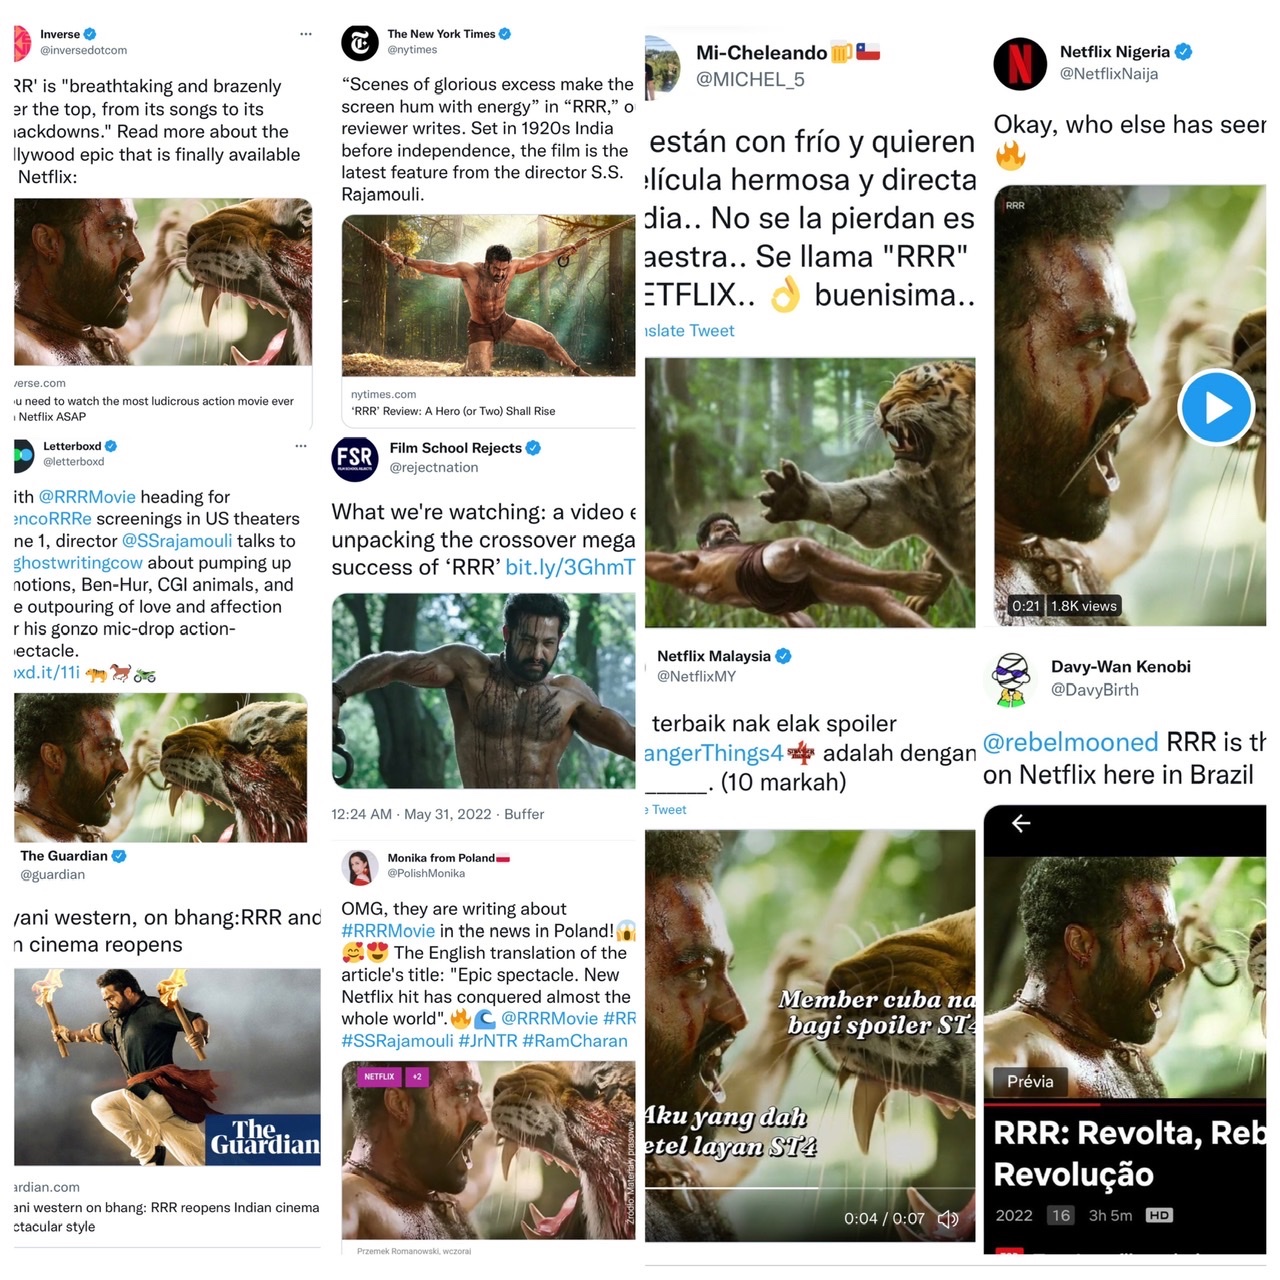 Inverse
@inversedotcom
RR' is "breathtaking and brazenly
er the top, from its songs to its
ackdowns." Read more about the
llywood epic that is finally available
Netflix:
verse.com
u need to watch the most ludicrous action movie ever
Netflix ASAP
The New York Times
@nytimes
“Scenes of glorious excess make the
screen hum with energy” in “RRR,” o
reviewer writes. Set in 1920s India
before independence, the film is the
latest feature from the director S.S.
Rajamouli.
nytimes.com
‘RRR’ Review: A Hero (or Two) Shall Rise
Mi-Cheleando🍺🇨🇱
@MICHEL_5
están con frío y quieren
elícula hermosa y directa
dia.. No se la pierdan es
aestra.. Se llama "RRR"
ETFLIX.. 👌 buenisima..
nslate Tweet
N
Netflix Nigeria
@NetflixNaija
Okay, who else has seen
🔥
RRR
0:21 1.8K views
Letterboxd
@letterboxd
ith @RRRMovie heading for
encoRRRe screenings in US theaters
ne 1, director @SSrajamouli talks to
ghostwritingcow about pumping up
notions, Ben-Hur, CGI animals, and
e outpouring of love and affection
r his gonzo mic-drop action-
pectacle.
oxd.it/11i 🐅🐎🏍
FSR
FILM SCHOOL REJECTS
Film School Rejects
@rejectnation
What we're watching: a video e
unpacking the crossover mega
success of ‘RRR’ bit.ly/3GhmT
12:24 AM · May 31, 2022 · Buffer
Netflix Malaysia
@NetflixMY
terbaik nak elak spoiler
angerThings4 adalah dengan
______. (10 markah)
e Tweet
Member cuba na
bagi spoiler ST4
Aku yang dah
etel layan ST4
0:04 / 0:07
Davy-Wan Kenobi
@DavyBirth
@rebelmooned RRR is th
on Netflix here in Brazil
Prévia
RRR: Revolta, Reb
Revolução
2022 16 3h 5m HD
The Guardian
@guardian
yani western, on bhang:RRR and
n cinema reopens
The
Guardian
ardian.com
ani western on bhang: RRR reopens Indian cinema
ctacular style
Monika from Poland🇵🇱
@PolishMonika
OMG, they are writing about
#RRRMovie in the news in Poland!😱
🥰😍 The English translation of the
article's title: "Epic spectacle. New
Netflix hit has conquered almost the
whole world".🔥🌊 @RRRMovie #RR
#SSRajamouli #JrNTR #RamCharan
NETFLIX +2
Źródło: Materiały prasowe
Przemek Romanowski, wczoraj